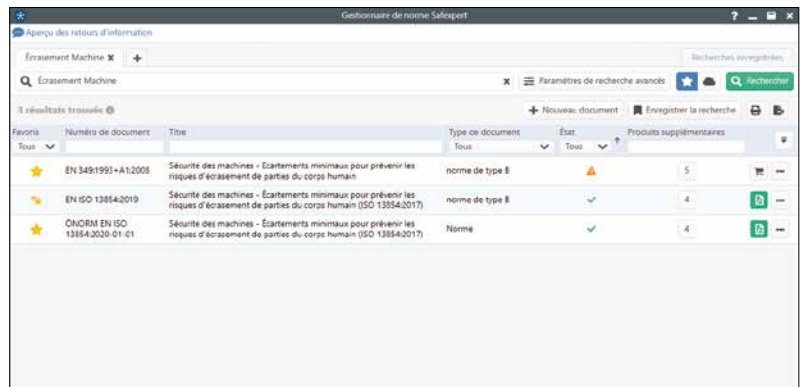 Gestionnaire de norme Safexpert
Aperçu des retours d'information
Écrasement Machine
Recherches enregistrées
Écrasement Machine
Paramètres de recherche avancés
Rechercher
3 résultats trouvés
Nouveau document
Enregistrer la recherche
Favoris Numéro de document Titre Type de document État Produits supplémentaires
Tous Tous Tous
EN 349:1993+A1:2008 Sécurité des machines - Écartements minimaux pour prévenir les risques d'écrasement de parties du corps humain norme de type B 5
EN ISO 13854:2019 Sécurité des machines - Écartements minimaux pour prévenir les risques d'écrasement de parties du corps humain (ISO 13854:2017) norme de type B 4
ÖNORM EN ISO 13854:2020-01-01 Sécurité des machines - Écartements minimaux pour prévenir les risques d'écrasement de parties du corps humain (ISO 13854:2017) Norme 4